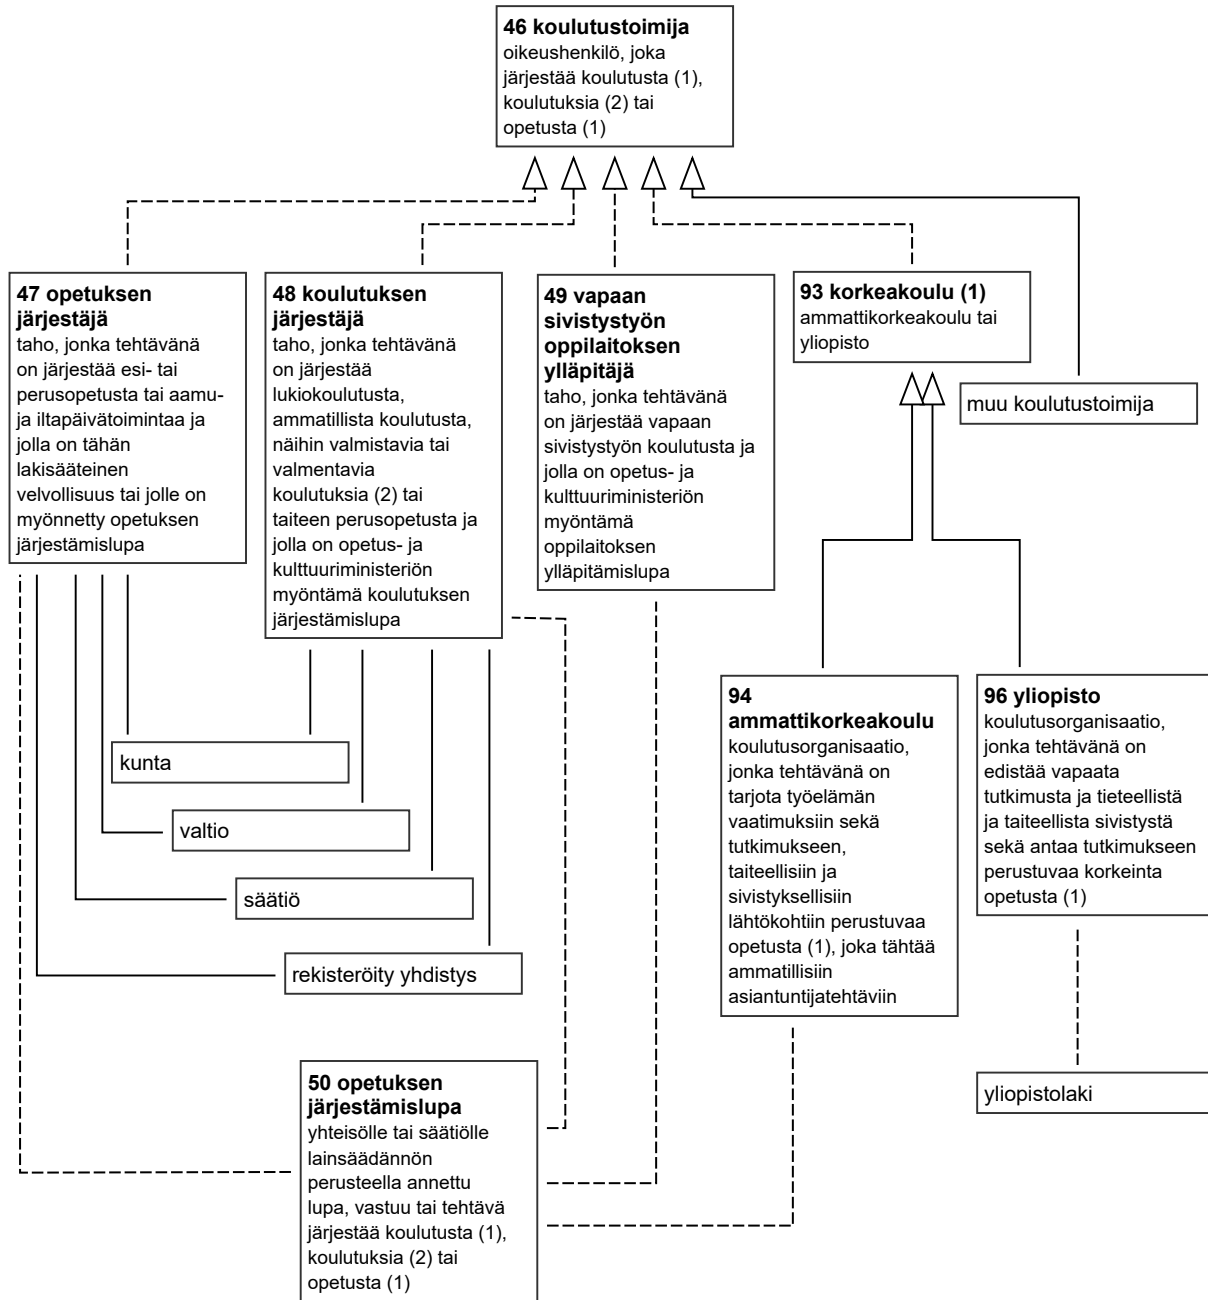 46 koulutustoimija
oikeushenkilö, joka
järjestää koulutusta (1),
koulutuksia (2) tai
opetusta (1)
47 opetuksen
järjestäjä
taho, jonka tehtävänä
on järjestää esi- tai
perusopetusta tai aamu-
ja iltapäivätoimintaa ja
jolla on tähän
lakisääteinen
velvollisuus tai jolle on
myönnetty opetuksen
järjestämislupa
48 koulutuksen
järjestäjä
taho, jonka tehtävänä
on järjestää
lukiokoulutusta,
ammatillista koulutusta,
näihin valmistavia tai
valmentavia
koulutuksia (2) tai
taiteen perusopetusta ja
jolla on opetus- ja
kulttuuriministeriön
myöntämä koulutuksen
järjestämislupa
49 vapaan
sivistystyön
oppilaitoksen
ylläpitäjä
taho, jonka tehtävänä
on järjestää vapaan
sivistystyön koulutusta ja
jolla on opetus- ja
kulttuuriministeriön
myöntämä
oppilaitoksen
ylläpitämislupa
93 korkeakoulu (1)
ammattikorkeakoulu tai
yliopisto
muu koulutustoimija
94
ammattikorkeakoulu
koulutusorganisaatio,
jonka tehtävänä on
tarjota työelämän
vaatimuksiin sekä
tutkimukseen,
taiteellisiin ja
sivistyksellisiin
lähtökohtiin perustuvaa
opetusta (1), joka tähtää
ammatillisiin
asiantuntijatehtäviin
96 yliopisto
koulutusorganisaatio,
jonka tehtävänä on
edistää vapaata
tutkimusta ja tieteellistä
ja taiteellista sivistystä
sekä antaa tutkimukseen
perustuvaa korkeinta
opetusta (1)
kunta
valtio
säätiö
rekisteröity yhdistys
50 opetuksen
järjestämislupa
yhteisölle tai säätiölle
lainsäädännön
perusteella annettu
lupa, vastuu tai tehtävä
järjestää koulutusta (1),
koulutuksia (2) tai
opetusta (1)
yliopistolaki